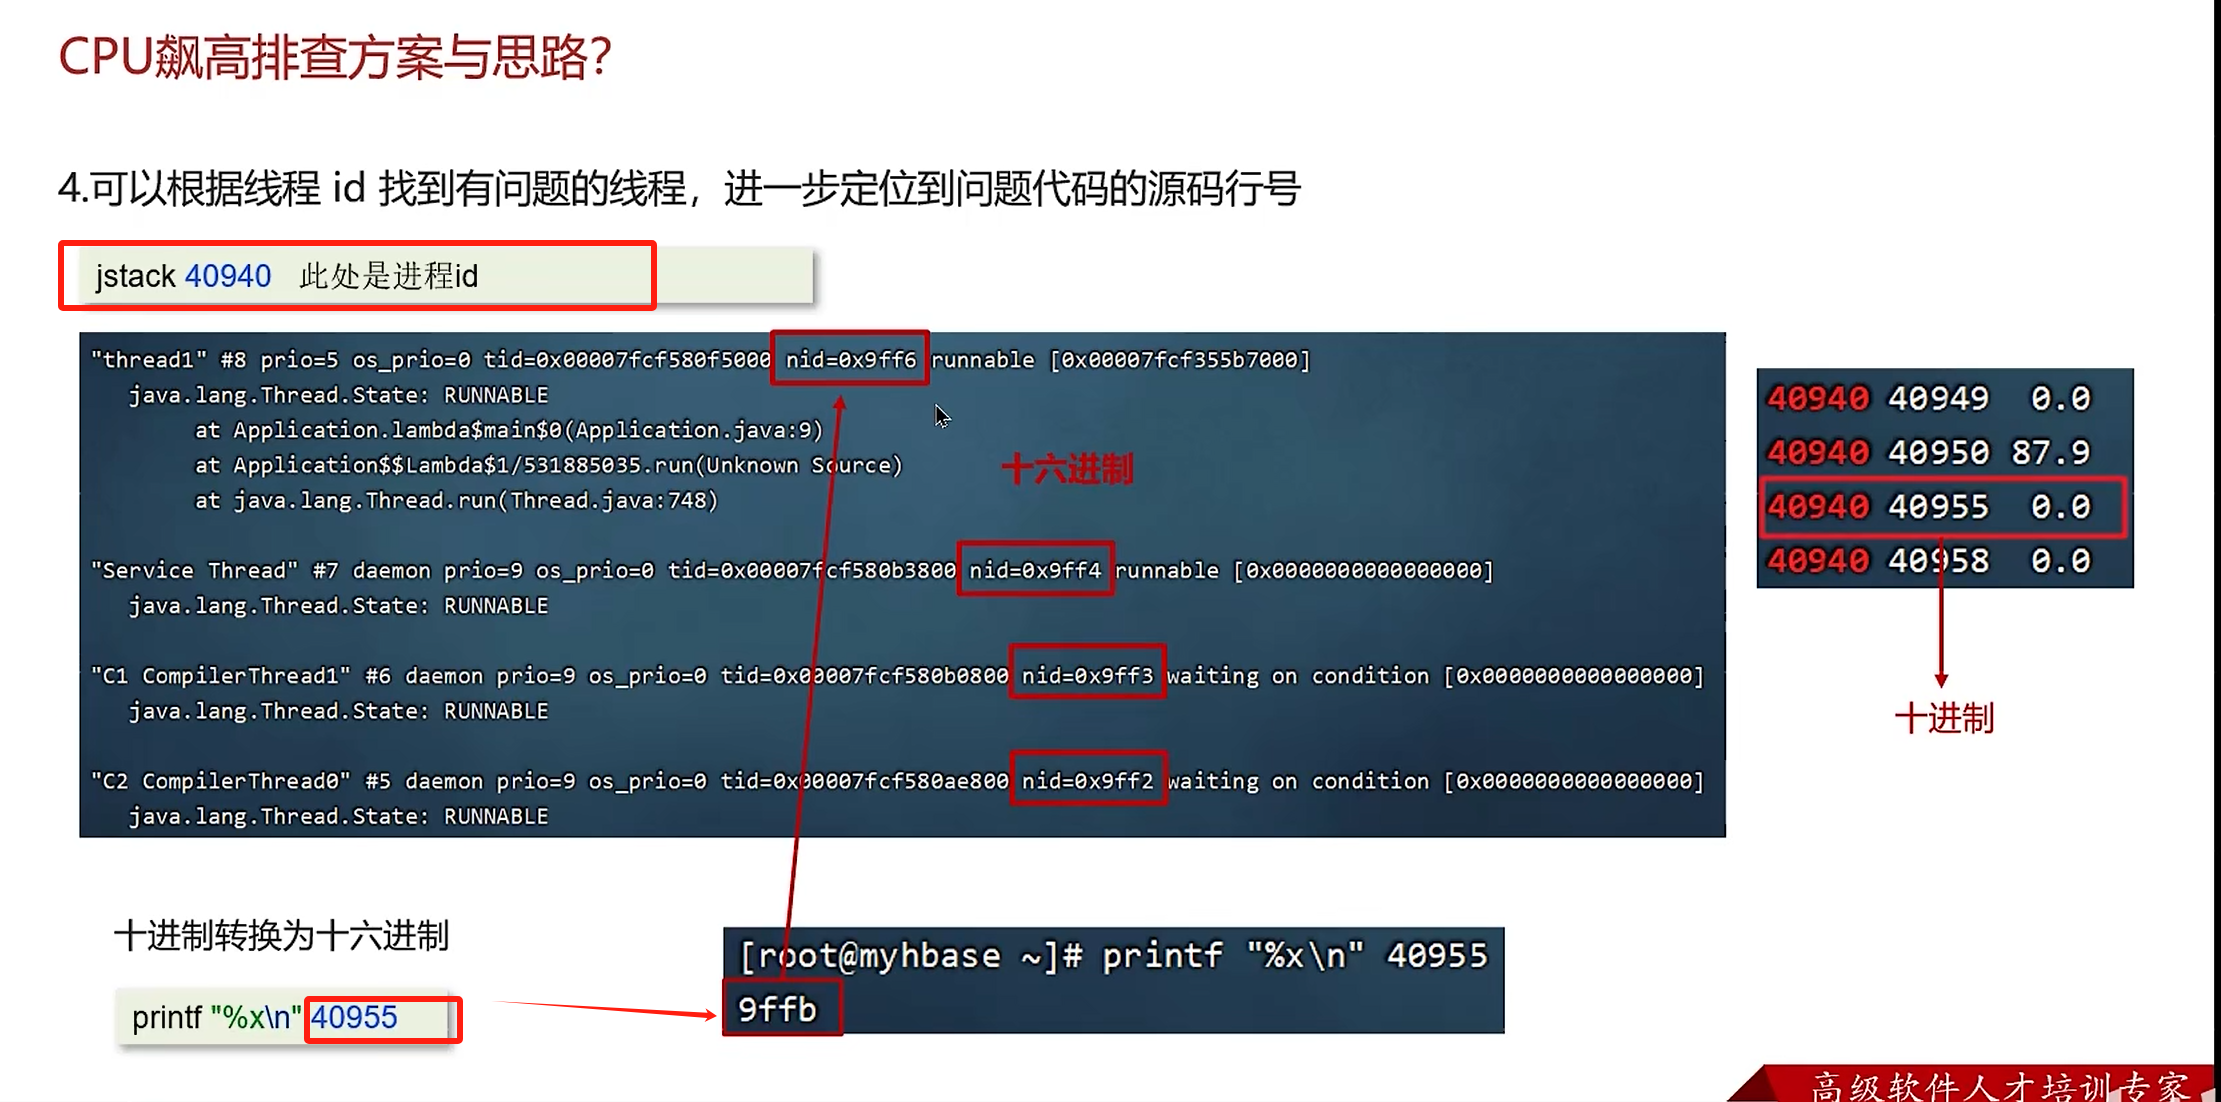 CPU飙高排查方案与思路?
4.可以根据线程 id 找到有问题的线程，进一步定位到问题代码的源码行号
jstack 40940 此处是进程id
"thread1" #8 prio=5 os_prio=0 tid=0x00007fcf580f5000 nid=0x9ff6 runnable [0x00007fcf355b7000]
java.lang.Thread.State: RUNNABLE
at Application.lambda$main$0(Application.java:9)
at Application$$Lambda$1/531885035.run(Unknown Source)
at java.lang.Thread.run(Thread.java:748)
十六进制
"Service Thread" #7 daemon prio=9 os_prio=0 tid=0x00007fcf580b3800 nid=0x9ff4 runnable [0x0000000000000000]
java.lang.Thread.State: RUNNABLE
"C1 CompilerThread1" #6 daemon prio=9 os_prio=0 tid=0x00007fcf580b0800 nid=0x9ff3 waiting on condition [0x0000000000000000]
java.lang.Thread.State: RUNNABLE
"C2 CompilerThread0" #5 daemon prio=9 os_prio=0 tid=0x00007fcf580ae800 nid=0x9ff2 waiting on condition [0x0000000000000000]
java.lang.Thread.State: RUNNABLE
40940 40949 0.0
40940 40950 87.9
40940 40955 0.0
40940 40958 0.0
十进制
十进制转换为十六进制
printf "%x\n" 40955
[root@myhbase ~]# printf "%x\n" 40955
9ffb
高级软件人才培训专家